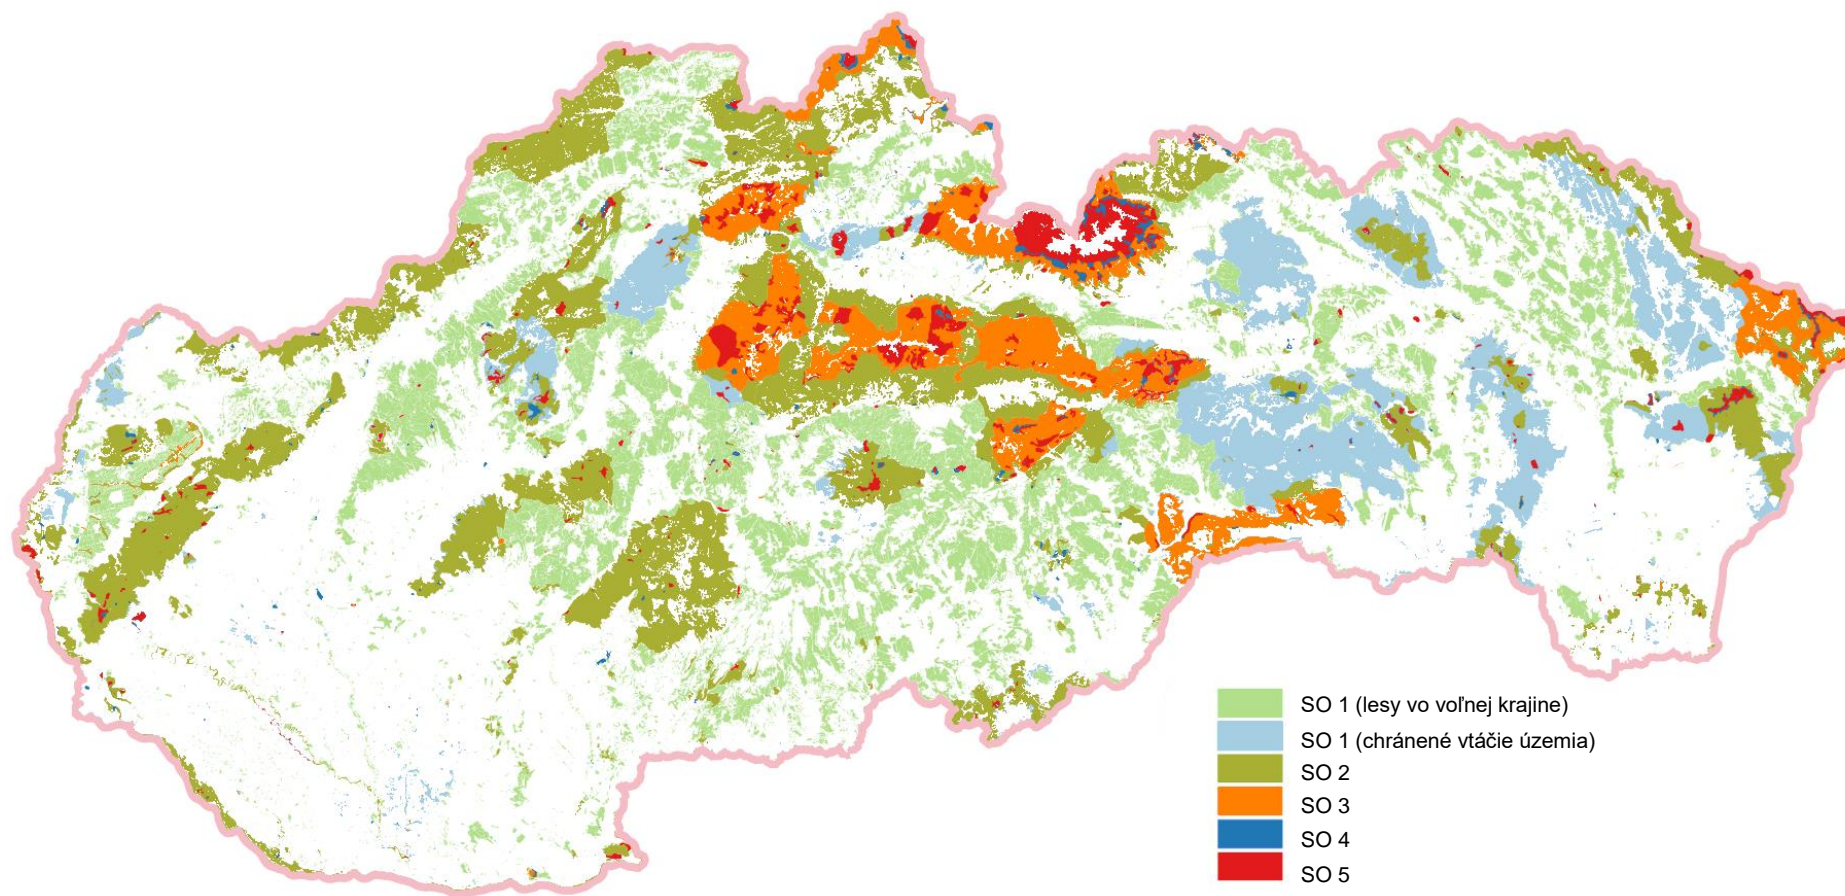 SO 1 (lesy vo voľnej krajine)
SO 1 (chránené vtáčie územia)
SO 2
SO 3
SO 4
SO 5